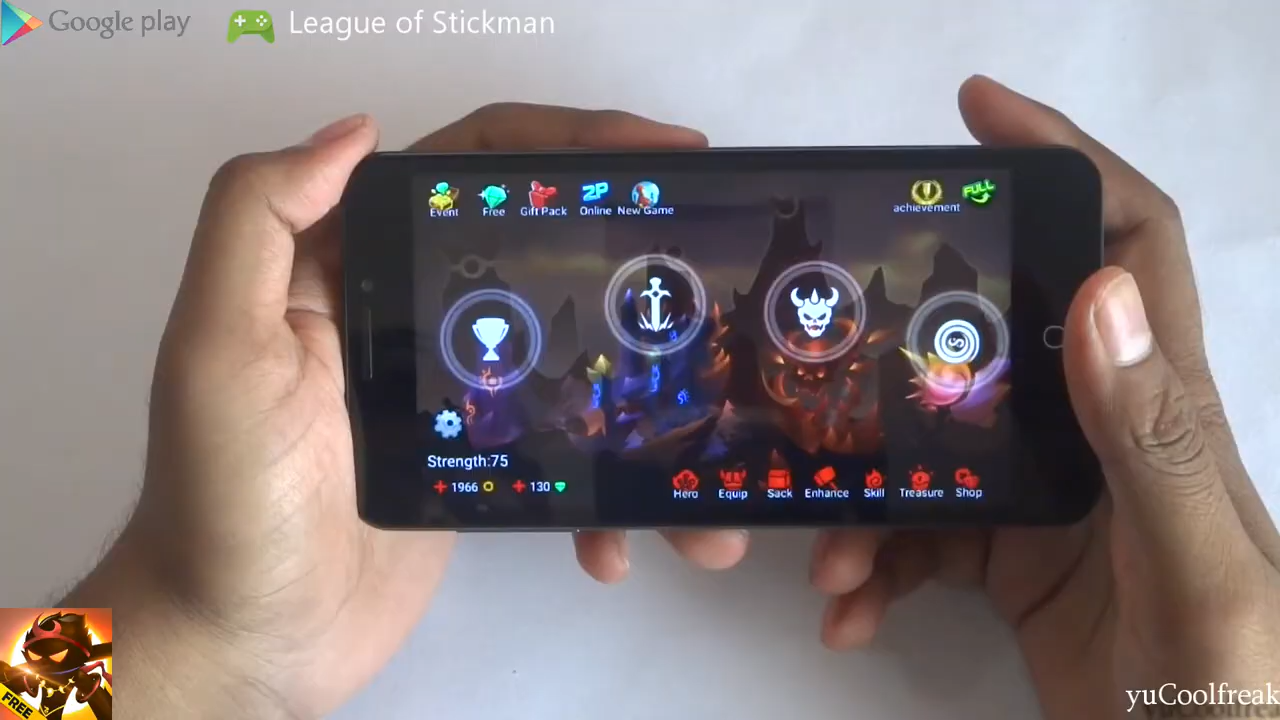 Google play
League of Stickman
Event
Free
Gift Pack
2P
Online
New Game
achievement
FULL
Strength:75
1966
130
Hero
Equip
Sack
Enhance
Skill
Treasure
Shop
FREE
yuCoolfreak